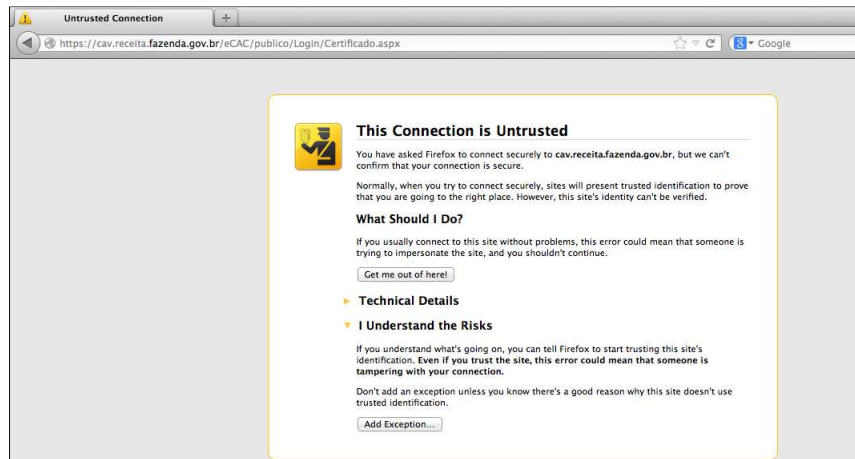 Untrusted Connection
https://cav.receita.fazenda.gov.br/eCAC/publico/Login/Certificado.aspx
Google
This Connection is Untrusted
You have asked Firefox to connect securely to cav.receita.fazenda.gov.br, but we can't
confirm that your connection is secure.
Normally, when you try to connect securely, sites will present trusted identification to prove
that you are going to the right place. However, this site's identity can't be verified.
What Should I Do?
If you usually connect to this site without problems, this error could mean that someone is
trying to impersonate the site, and you shouldn't continue.
Get me out of here!
Technical Details
I Understand the Risks
If you understand what's going on, you can tell Firefox to start trusting this site's
identification. Even if you trust the site, this error could mean that someone is
tampering with your connection.
Don't add an exception unless you know there's a good reason why this site doesn't use
trusted identification.
Add Exception...